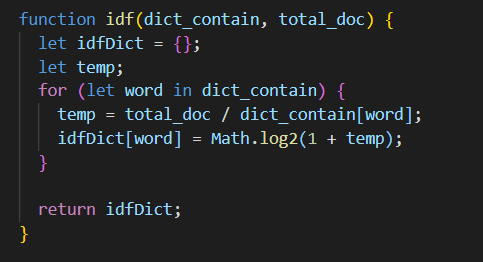 function idf(dict_contain, total_doc) {
  let idfDict = {};
  let temp;
  for (let word in dict_contain) {
    temp = total_doc / dict_contain[word];
    idfDict[word] = Math.log2(1 + temp);
  }

  return idfDict;
}